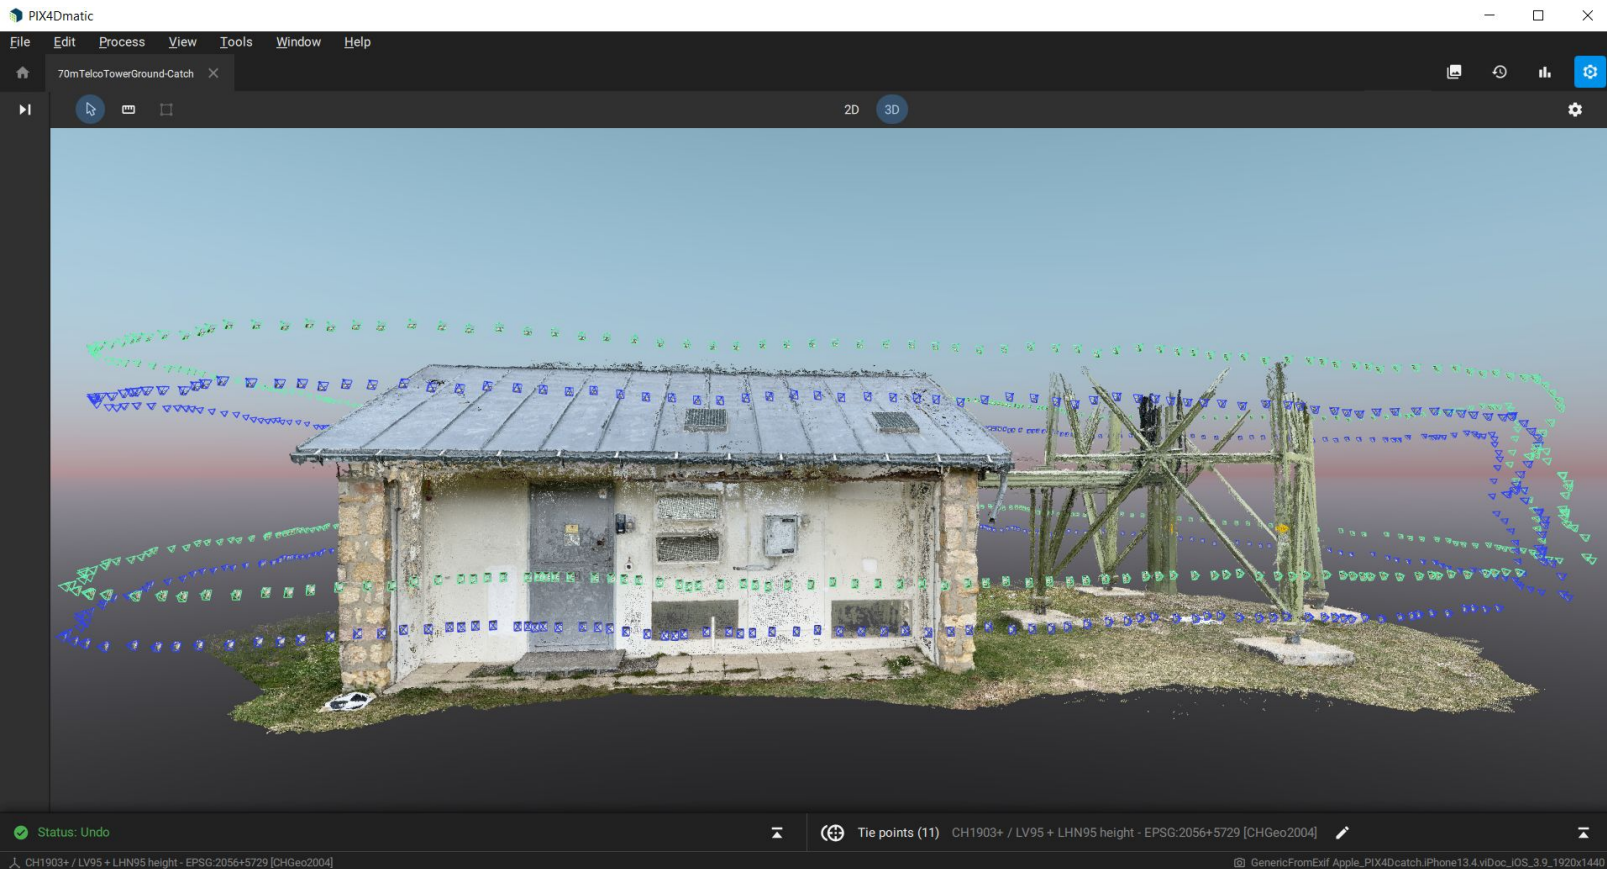 PIX4Dmatic
File Edit Process View Tools Window Help
70mTelcoTowerGround-Catch
2D 3D
Status: Undo
Tie points (11) CH1903+ / LV95 + LHN95 height - EPSG:2056+5729 [CHGeo2004]
CH1903+ / LV95 + LHN95 height - EPSG:2056+5729 [CHGeo2004]
GenericFromExif Apple_PIX4Dcatch.iPhone13.4.viDoc_iOS_3.9_1920x1440